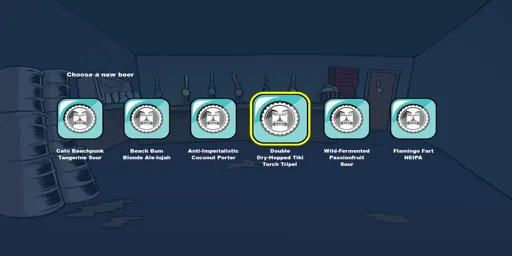 Choose a new beer
Cato Beachpunk
Tangerine Sour
Beach Bum
Blonde Ale-lujah
Anti-Imperialistic
Coconut Porter
Double
Dry-Hopped Tiki
Torch Tripel
Wild-Fermented
Passionfruit
Sour
Flamingo Fart
NEIPA